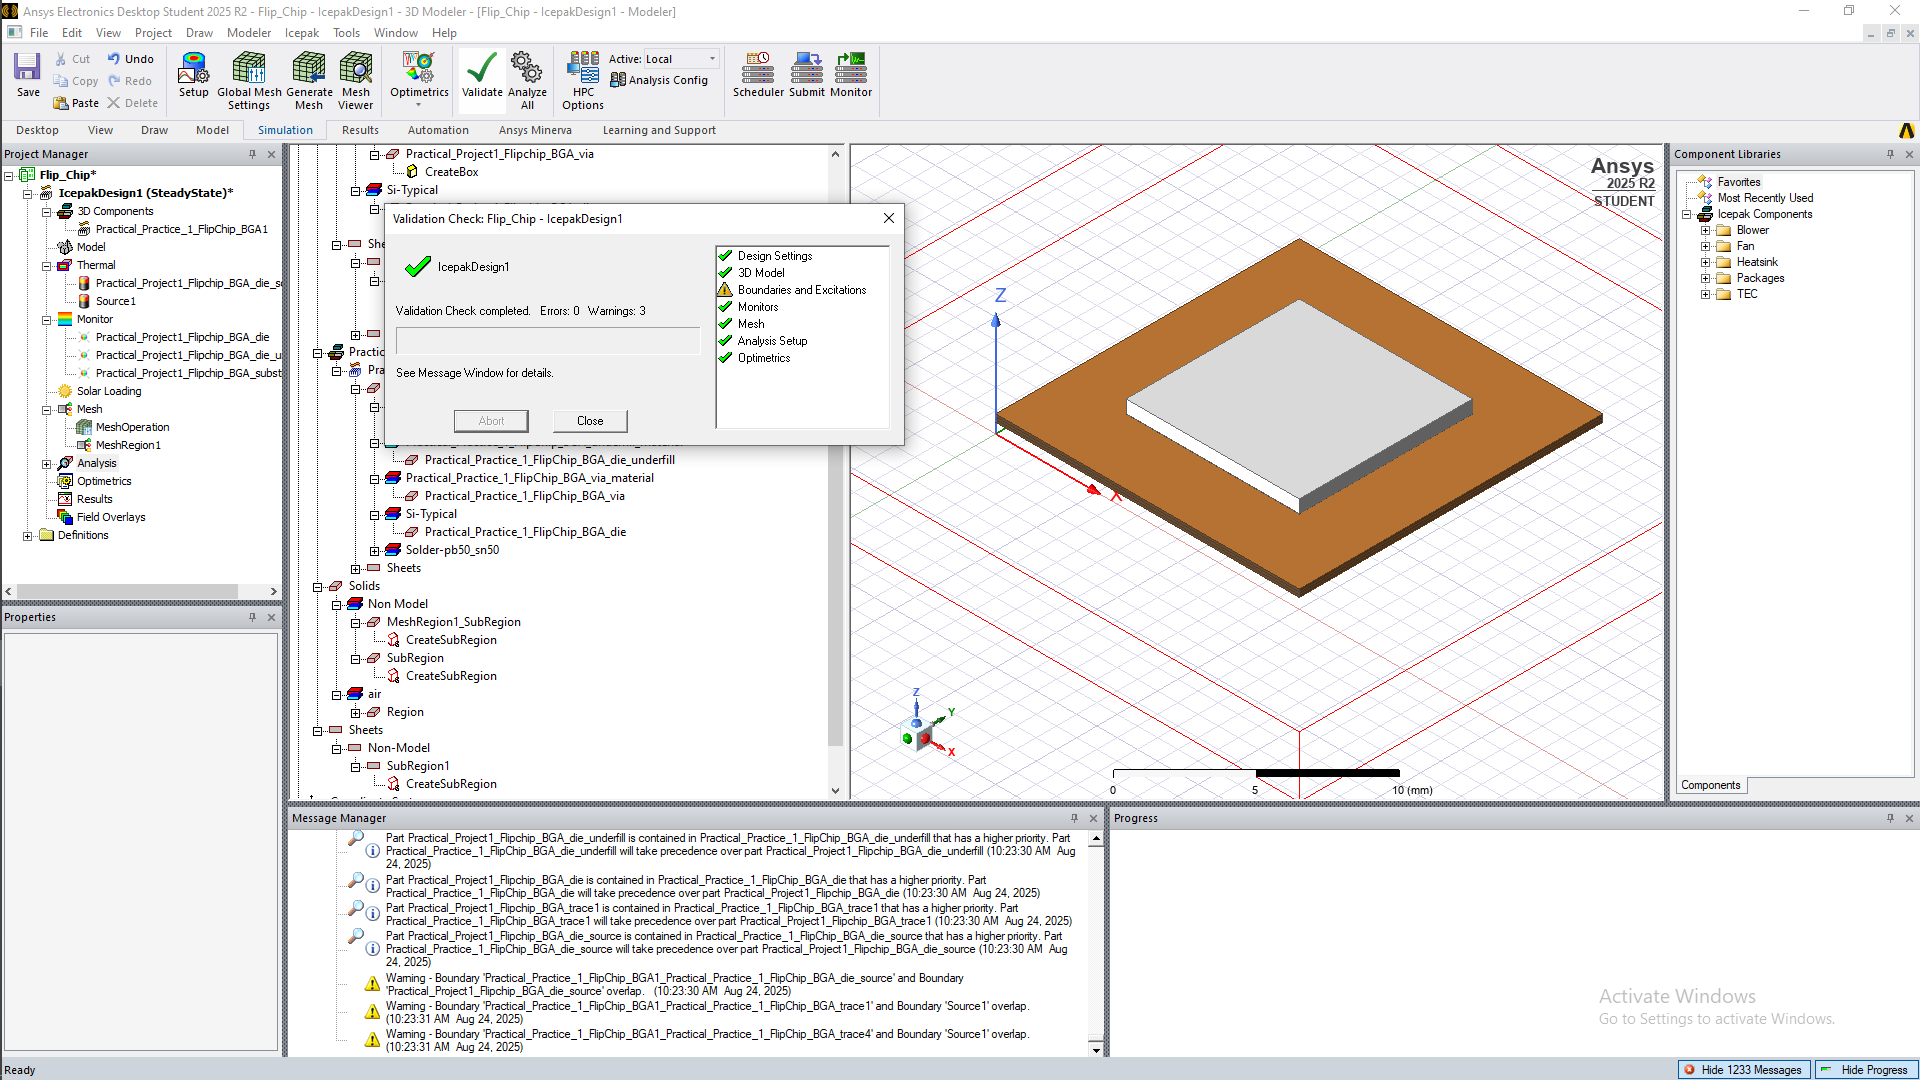 Ansys Electronics Desktop Student 2025 R2 - Flip_Chip - IcepakDesign1 - 3D Modeler - [Flip_Chip - IcepakDesign1 - Modeler]
File Edit View Project Draw Modeler Icepak Tools Window Help
Save
Cut
Copy
Paste
Undo
Redo
Delete
Setup
Global Mesh Settings
Generate Mesh
Mesh Viewer
Optimetrics
Validate
Analyze All
HPC Options
Active: Local
Analysis Config
Scheduler
Submit
Monitor
Desktop View Draw Model Simulation Results Automation Ansys Minerva Learning and Support
Project Manager
Flip_Chip*
IcepakDesign1 (SteadyState)*
3D Components
Practical_Practice_1_FlipChip_BGA1
Model
Thermal
Practical_Project1_Flipchip_BGA_die_s
Source1
Monitor
Practical_Project1_Flipchip_BGA_die
Practical_Project1_Flipchip_BGA_die_u
Practical_Project1_Flipchip_BGA_subst
Solar Loading
Mesh
MeshOperation
MeshRegion1
Analysis
Optimetrics
Results
Field Overlays
Definitions
Properties
Practical_Project1_Flipchip_BGA_via
CreateBox
Si-Typical
She
Practic
Pra
Practical_Practice_1_FlipChip_BGA_die_underfill
Practical_Practice_1_FlipChip_BGA_via_material
Practical_Practice_1_FlipChip_BGA_via
Si-Typical
Practical_Practice_1_FlipChip_BGA_die
Solder-pb50_sn50
Sheets
Solids
Non Model
MeshRegion1_SubRegion
CreateSubRegion
SubRegion
CreateSubRegion
air
Region
Sheets
Non-Model
SubRegion1
CreateSubRegion
Validation Check: Flip_Chip - IcepakDesign1
IcepakDesign1
Validation Check completed. Errors: 0 Warnings: 3
See Message Window for details.
Abort
Close
Design Settings
3D Model
Boundaries and Excitations
Monitors
Mesh
Analysis Setup
Optimetrics
Ansys
2025 R2
STUDENT
Z
X
Z
Y
X
0 5 10 (mm)
Component Libraries
Favorites
Most Recently Used
Icepak Components
Blower
Fan
Heatsink
Packages
TEC
Components
Message Manager
Part Practical_Project1_Flipchip_BGA_die_underfill is contained in Practical_Practice_1_FlipChip_BGA_die_underfill that has a higher priority. Part
Practical_Practice_1_FlipChip_BGA_die_underfill will take precedence over part Practical_Project1_Flipchip_BGA_die_underfill (10:23:30 AM Aug
24, 2025)
Part Practical_Project1_Flipchip_BGA_die is contained in Practical_Practice_1_FlipChip_BGA_die that has a higher priority. Part
Practical_Practice_1_FlipChip_BGA_die will take precedence over part Practical_Project1_Flipchip_BGA_die (10:23:30 AM Aug 24, 2025)
Part Practical_Project1_Flipchip_BGA_trace1 is contained in Practical_Practice_1_FlipChip_BGA_trace1 that has a higher priority. Part
Practical_Practice_1_FlipChip_BGA_trace1 will take precedence over part Practical_Project1_Flipchip_BGA_trace1 (10:23:30 AM Aug 24, 2025)
Part Practical_Project1_Flipchip_BGA_die_source is contained in Practical_Practice_1_FlipChip_BGA_die_source that has a higher priority. Part
Practical_Practice_1_FlipChip_BGA_die_source will take precedence over part Practical_Project1_Flipchip_BGA_die_source (10:23:30 AM Aug
24, 2025)
Warning - Boundary 'Practical_Practice_1_FlipChip_BGA1_Practical_Practice_1_FlipChip_BGA_die_source' and Boundary
'Practical_Project1_Flipchip_BGA_die_source' overlap. (10:23:30 AM Aug 24, 2025)
Warning - Boundary 'Practical_Practice_1_FlipChip_BGA1_Practical_Practice_1_FlipChip_BGA_trace1' and Boundary 'Source1' overlap.
(10:23:31 AM Aug 24, 2025)
Warning - Boundary 'Practical_Practice_1_FlipChip_BGA1_Practical_Practice_1_FlipChip_BGA_trace4' and Boundary 'Source1' overlap.
(10:23:31 AM Aug 24, 2025)
Progress
Activate Windows
Go to Settings to activate Windows.
Ready
Hide 1233 Messages
Hide Progress